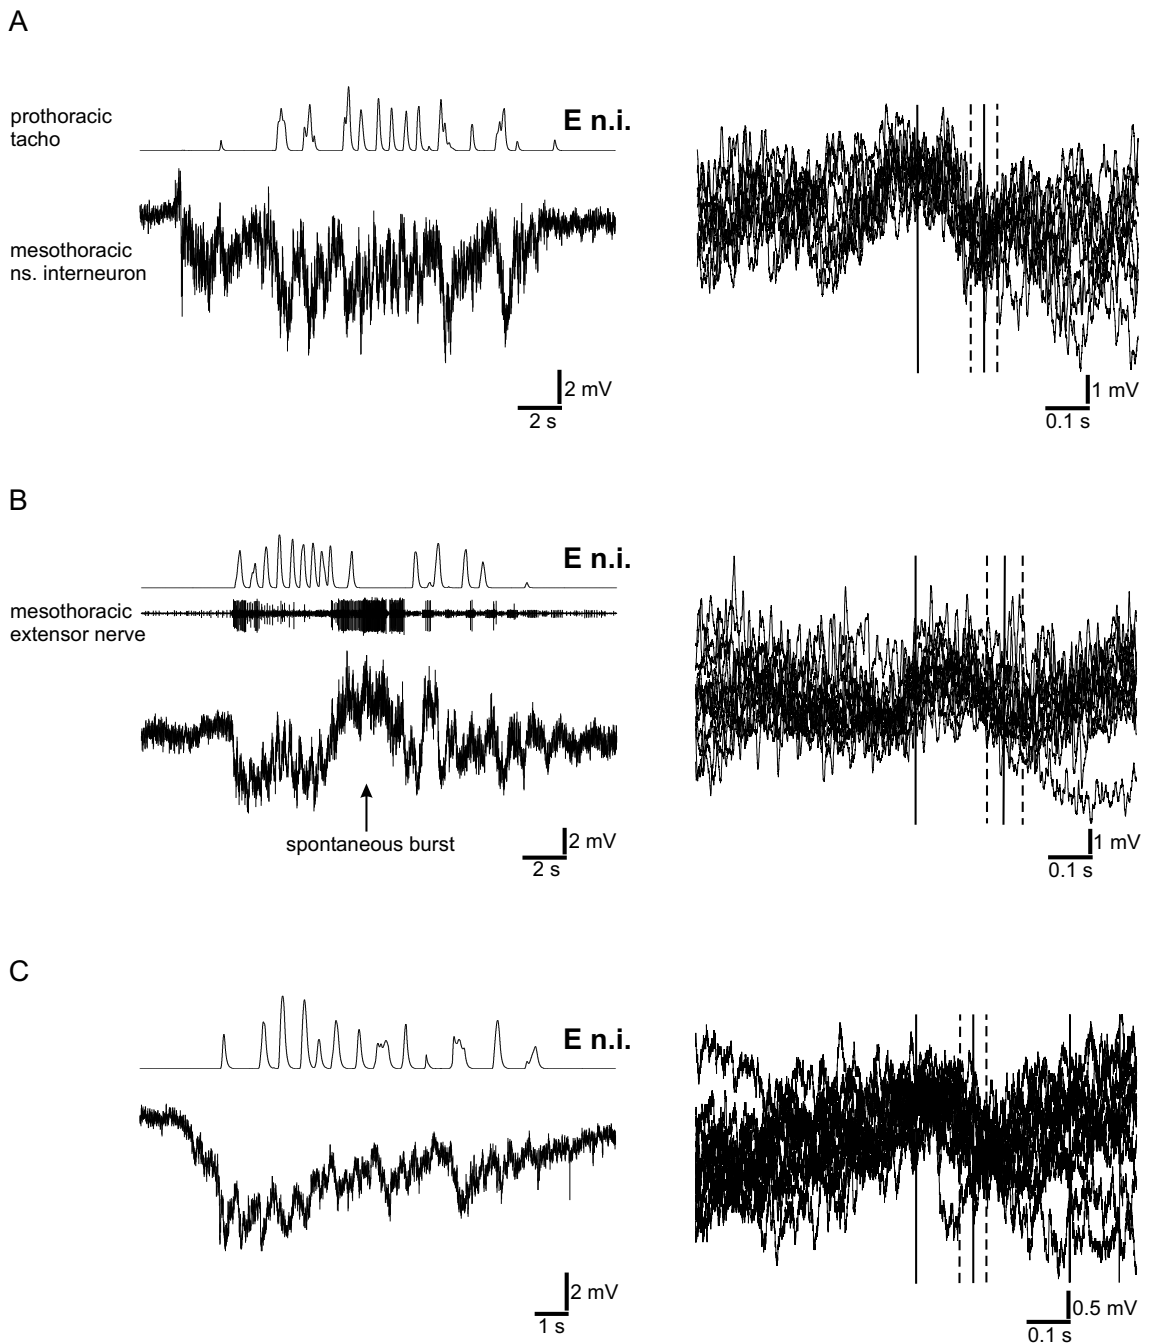 A
prothoracic
tacho
E n.i.
mesothoracic
ns. interneuron
2 mV
2 s
1 mV
0.1 s
B
E n.i.
mesothoracic
extensor nerve
spontaneous burst
2 mV
2 s
1 mV
0.1 s
C
E n.i.
2 mV
1 s
0.5 mV
0.1 s